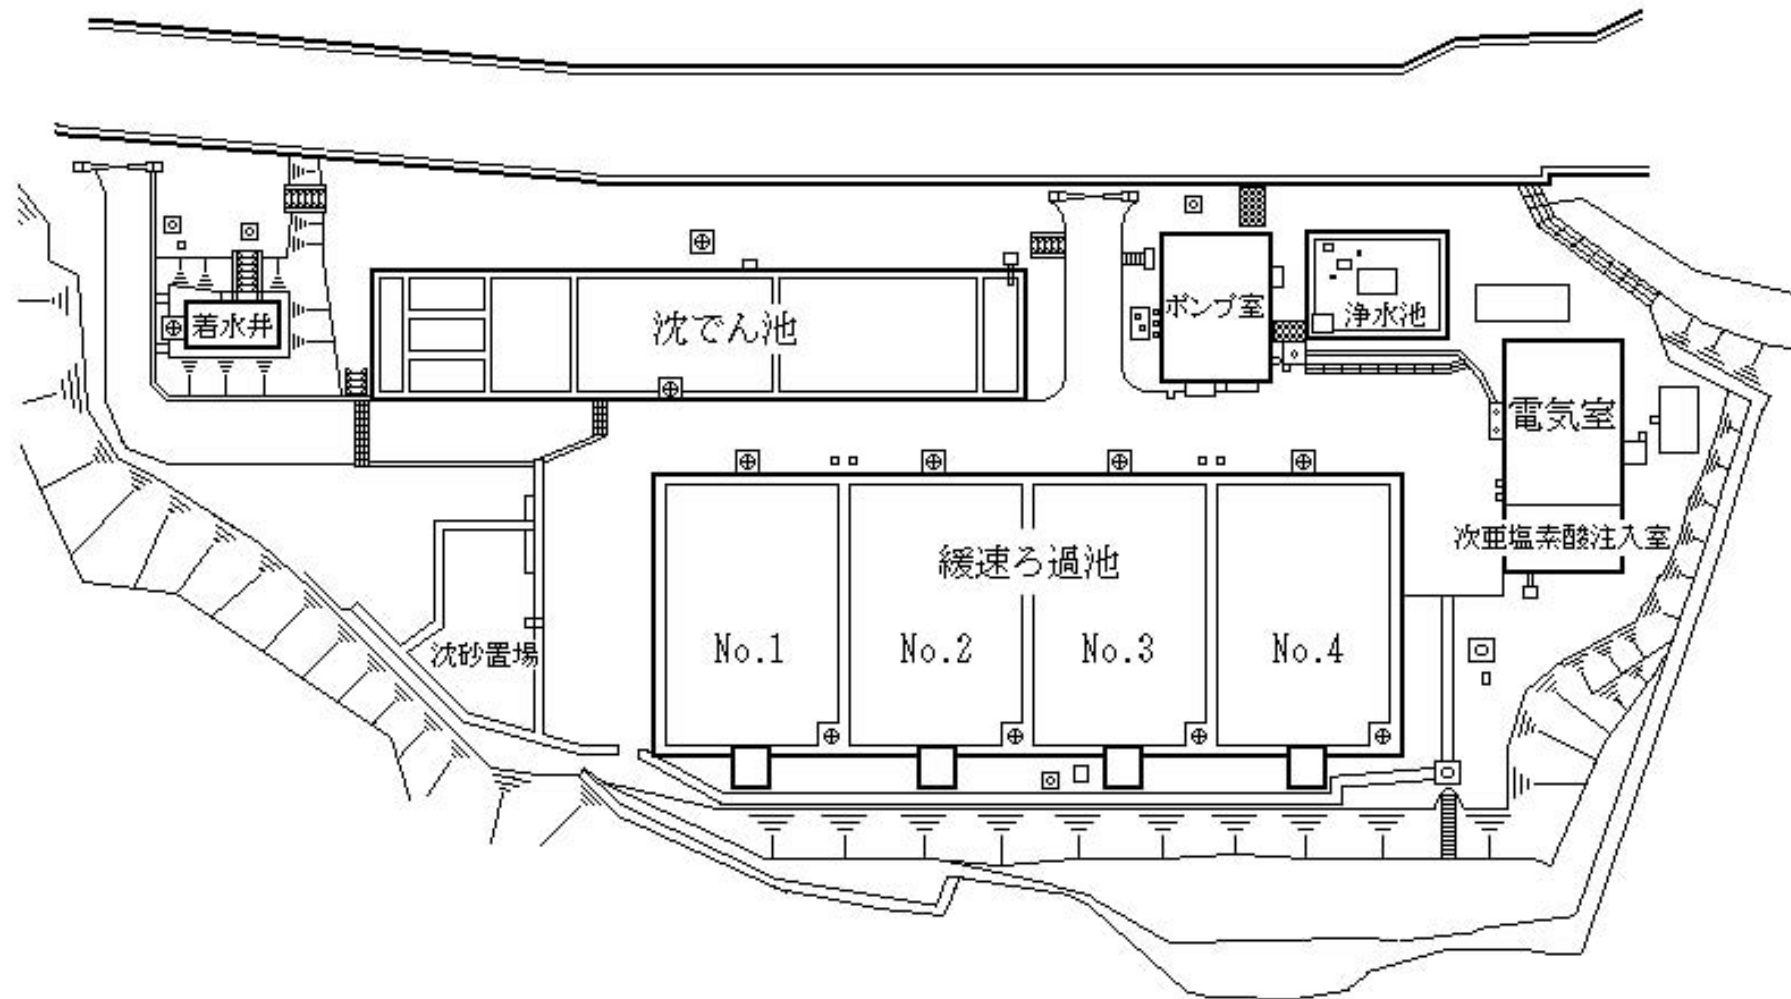 着水井
沈でん池
ポンプ室
浄水池
電気室
次亜塩素酸注入室
緩速ろ過池
No.1
No.2
No.3
No.4
沈砂置場